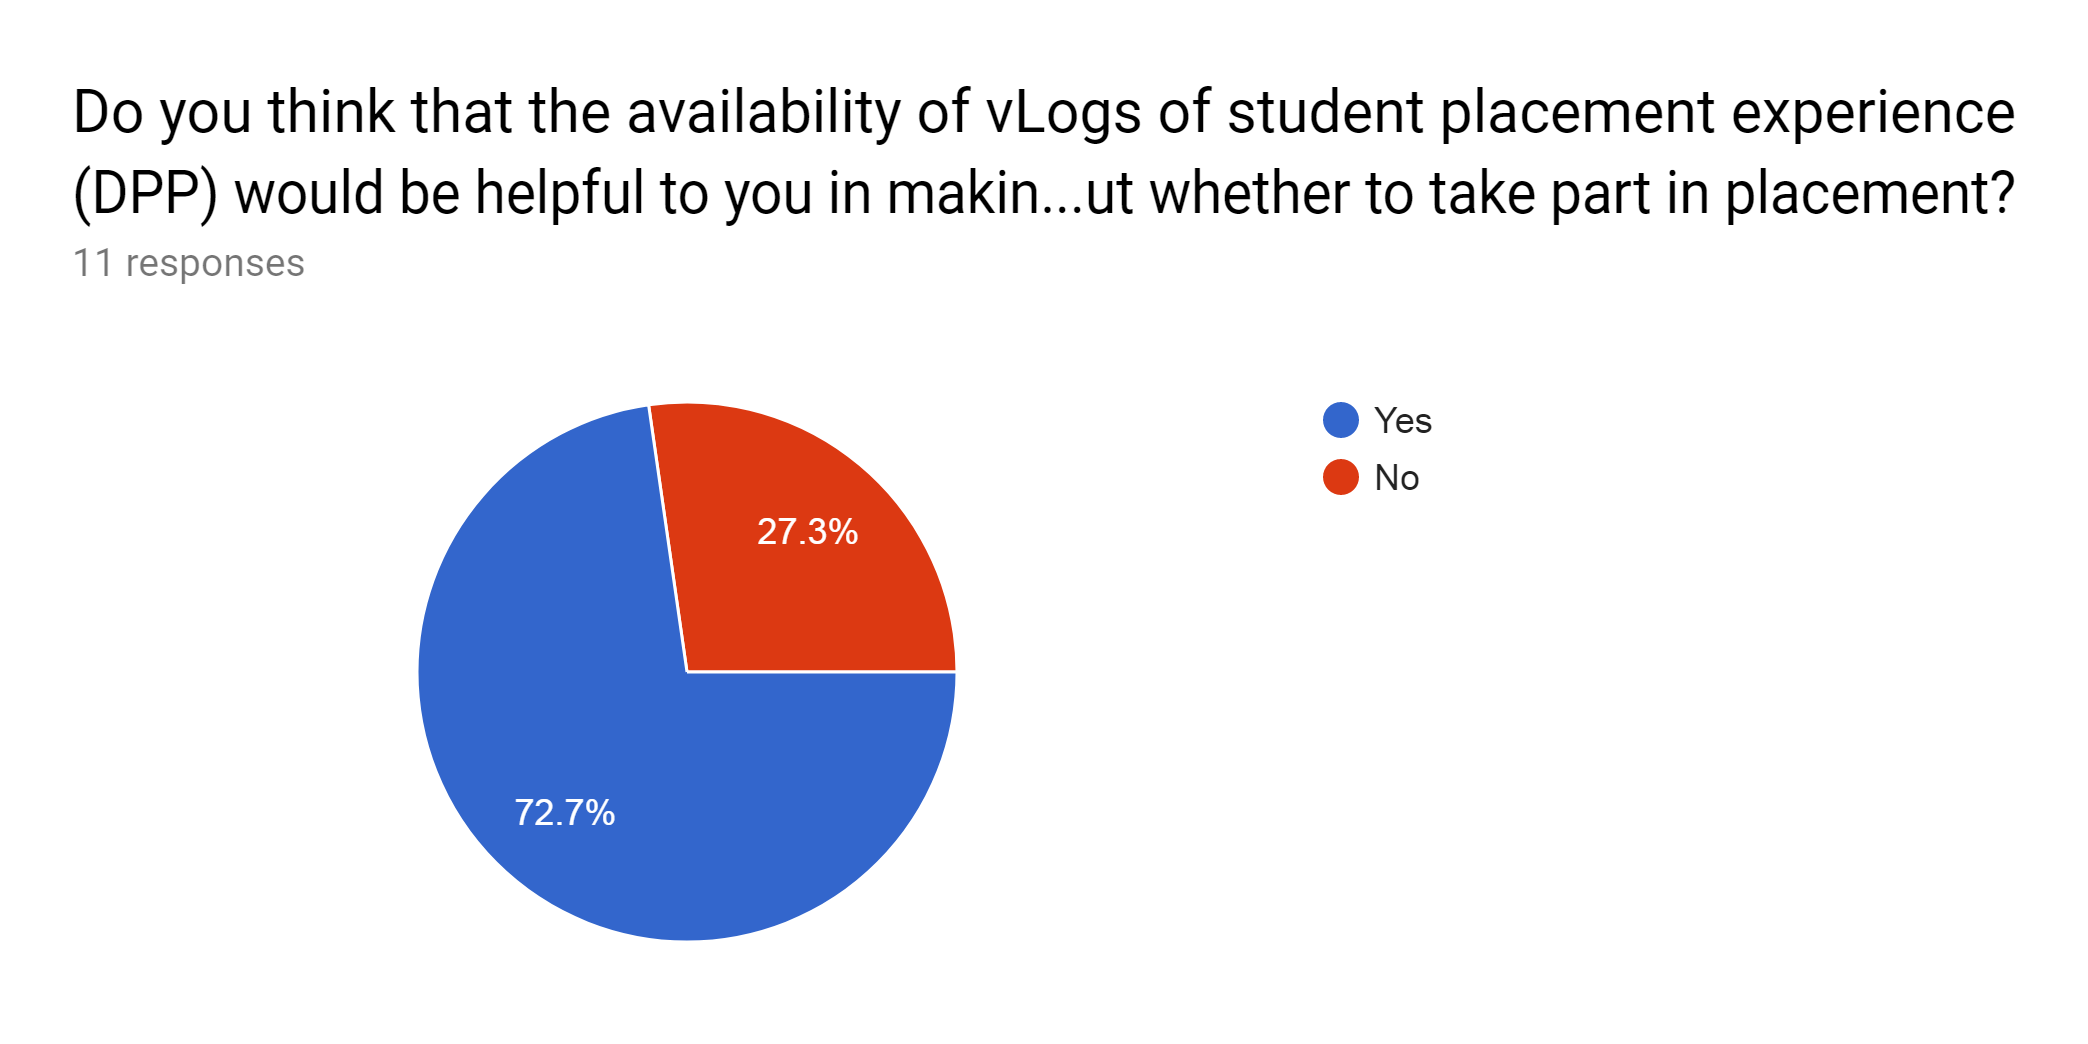 Do you think that the availability of vLogs of student placement experience
(DPP) would be helpful to you in makin...ut whether to take part in placement?
11 responses
Yes
No
27.3%
72.7%